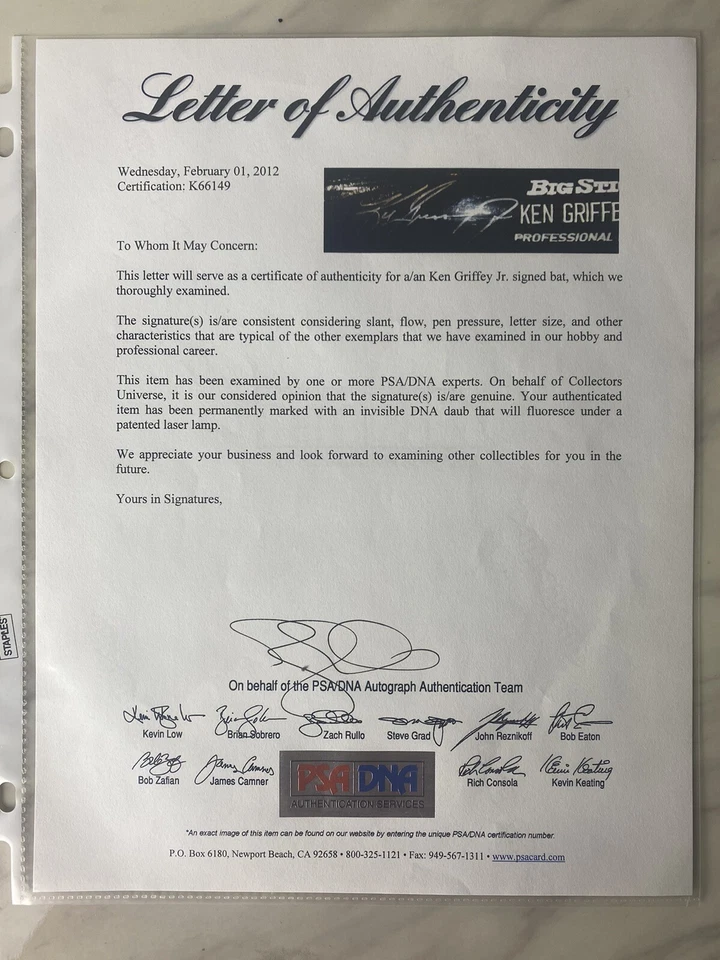 Letter of Authenticity
Wednesday, February 01, 2012
Certification: K66149
BIG STI
KEN GRIFFE
PROFESSIONAL
To Whom It May Concern:
This letter will serve as a certificate of authenticity for a/an Ken Griffey Jr. signed bat, which we
thoroughly examined.
The signature(s) is/are consistent considering slant, flow, pen pressure, letter size, and other
characteristics that are typical of the other exemplars that we have examined in our hobby and
professional career.
This item has been examined by one or more PSA/DNA experts. On behalf of Collectors
Universe, it is our considered opinion that the signature(s) is/are genuine. Your authenticated
item has been permanently marked with an invisible DNA daub that will fluoresce under a
patented laser lamp.
We appreciate your business and look forward to examining other collectibles for you in the
future.
Yours in Signatures,
STAPLES
On behalf of the PSA/DNA Autograph Authentication Team
Kevin Low Brian Sobrero Zach Rullo Steve Grad John Reznikoff Bob Eaton
Bob Zafian James Camner Rich Consola Kevin Keating
PSA DNA
AUTHENTICATION SERVICES
*An exact image of this item can be found on our website by entering the unique PSA/DNA certification number.
P.O. Box 6180, Newport Beach, CA 92658 • 800-325-1121 • Fax: 949-567-1311 • www.psacard.com